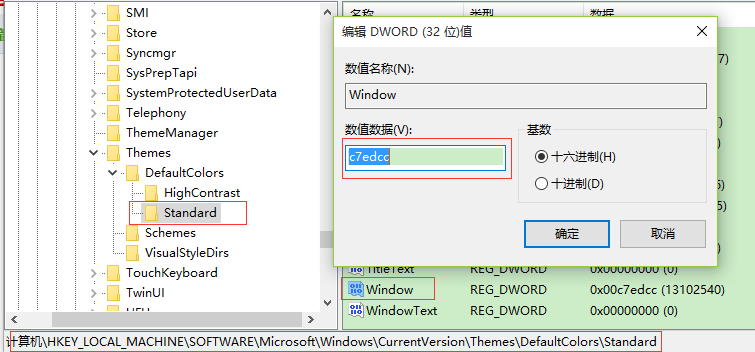 SMI
Store
Syncmgr
SysPrepTapi
SystemProtectedUserData
Telephony
ThemeManager
Themes
DefaultColors
HighContrast
Standard
Schemes
VisualStyleDirs
TouchKeyboard
TwinUI
名称 类型 数据
编辑 DWORD (32 位)值
数值名称(N):
Window
数值数据(V):
c7edcc
基数
十六进制(H)
十进制(D)
确定
取消
TitleText REG_DWORD 0x00000000 (0)
Window REG_DWORD 0x00c7edcc (13102540)
WindowText REG_DWORD 0x00000000 (0)
计算机\HKEY_LOCAL_MACHINE\SOFTWARE\Microsoft\Windows\CurrentVersion\Themes\DefaultColors\Standard